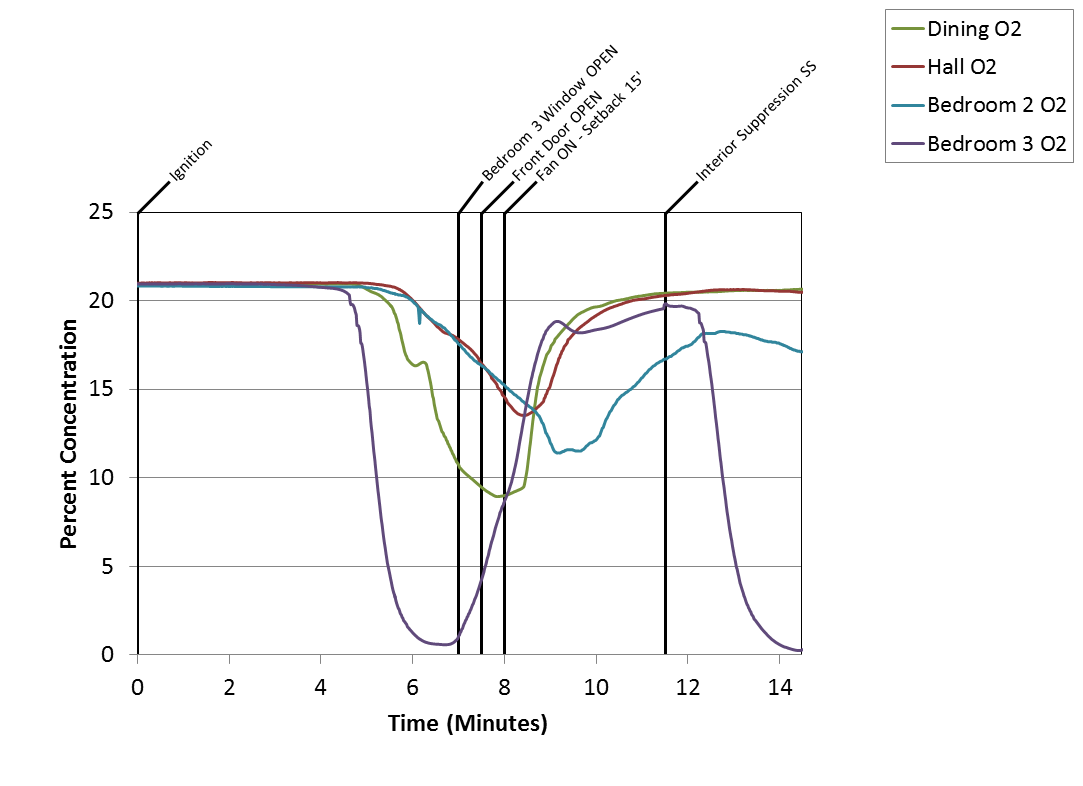 Dining O2
Hall O2
Bedroom 2 O2
Bedroom 3 O2
Ignition
Bedroom 3 Window OPEN
Front Door OPEN
Fan ON - Setback 15'
Interior Suppression SS
25
20
15
10
5
0
Percent Concentration
0 2 4 6 8 10 12 14
Time (Minutes)